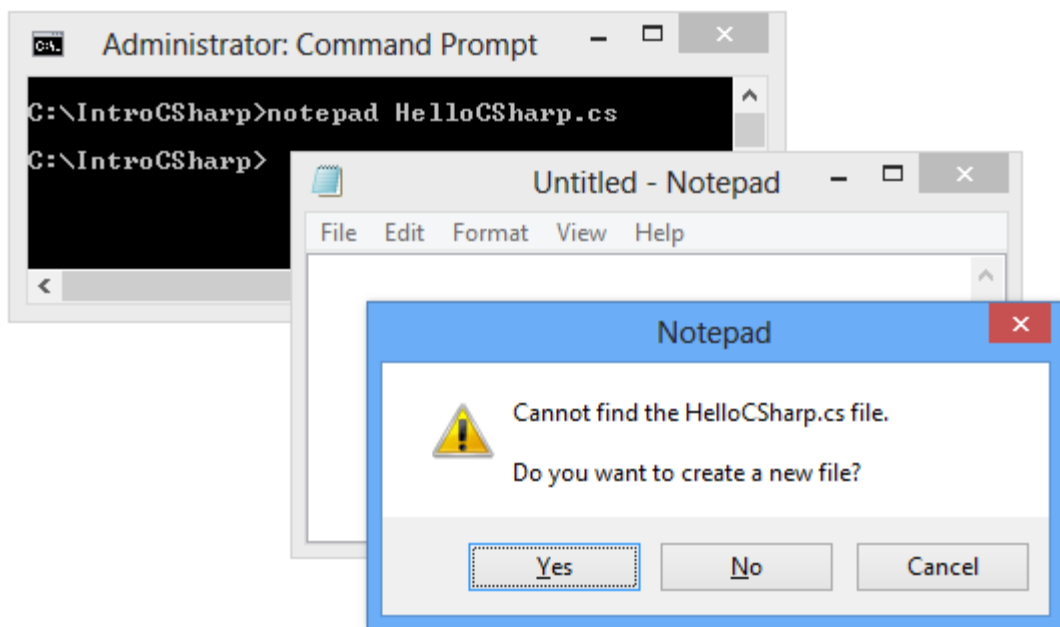 Administrator: Command Prompt
C:\IntroCSharp>notepad HelloCSharp.cs
C:\IntroCSharp>
Untitled - Notepad
File Edit Format View Help
Notepad
Cannot find the HelloCSharp.cs file.
Do you want to create a new file?
Yes No Cancel